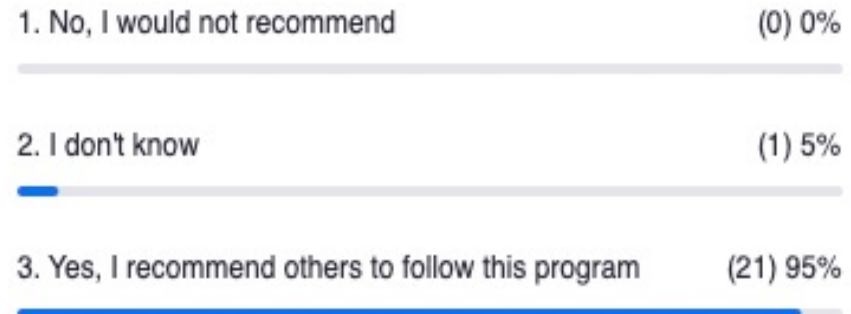 1. No, I would not recommend (0) 0%
2. I don't know (1) 5%
3. Yes, I recommend others to follow this program (21) 95%